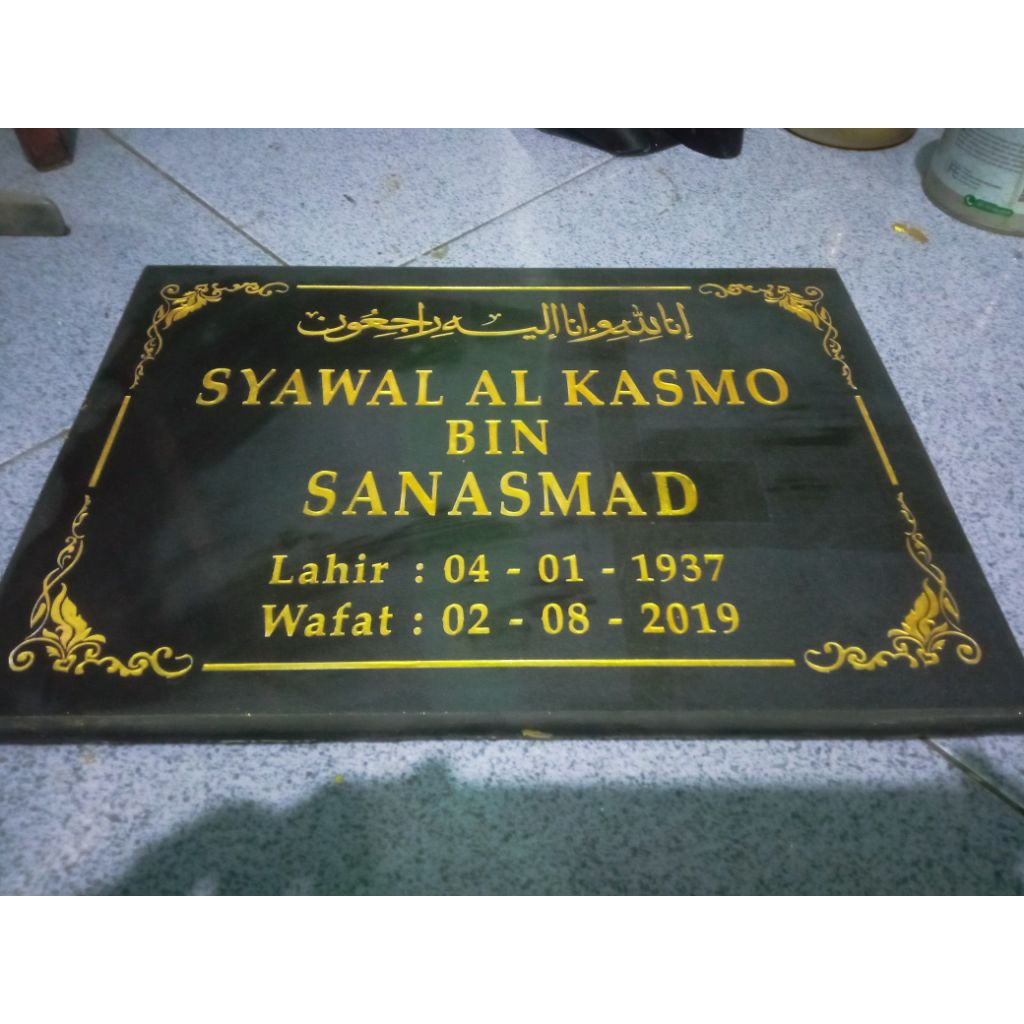 إنا لله وإنا إليه راجعون
SYAWAL AL KASMO
BIN
SANASMAD
Lahir : 04 - 01 - 1937
Wafat : 02 - 08 - 2019